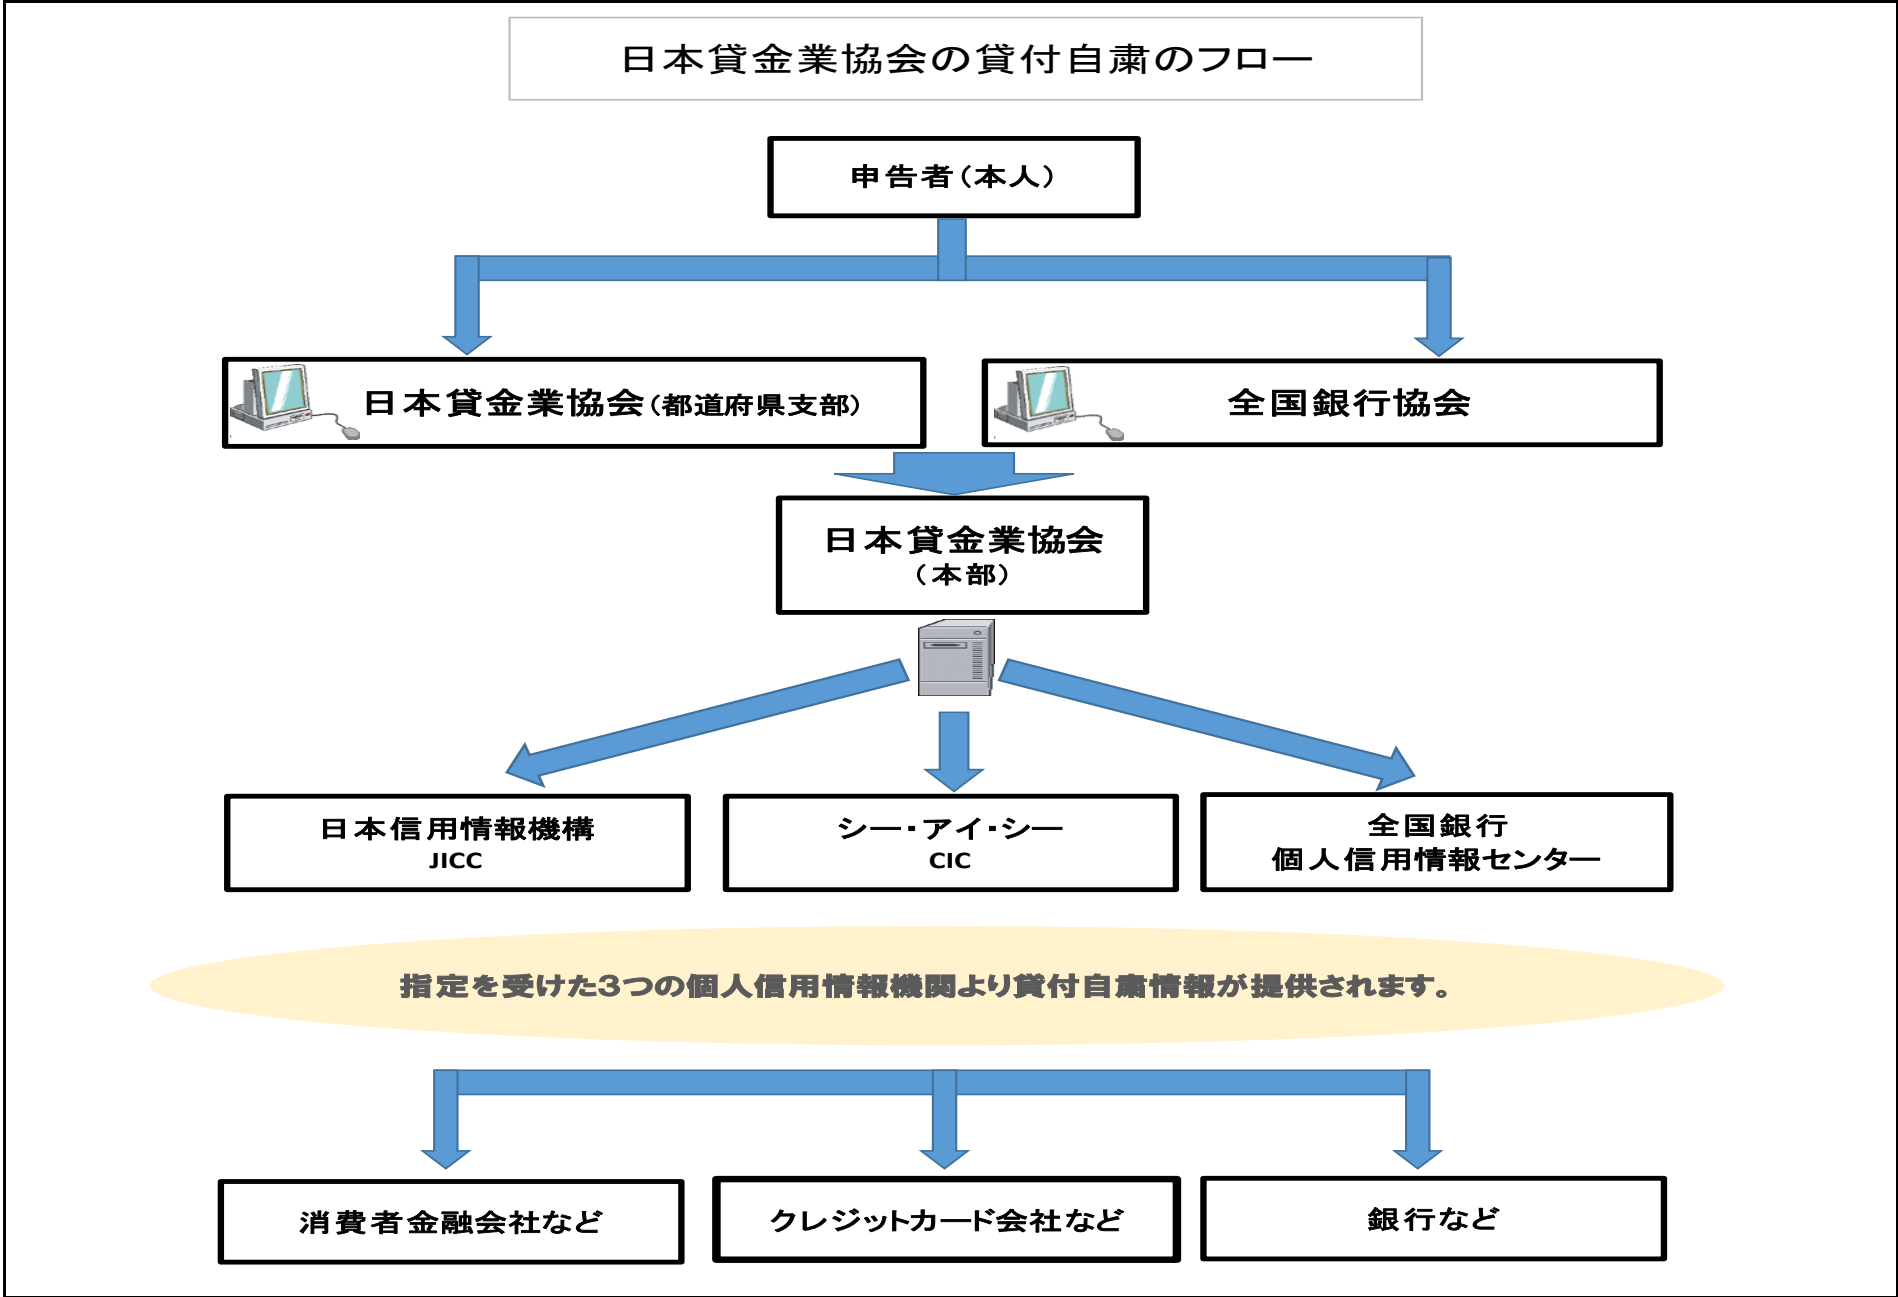 日本貸金業協会の貸付自粛のフロー
申告者（本人）
日本貸金業協会（都道府県支部）
全国銀行協会
日本貸金業協会
（本部）
日本信用情報機構
JICC
シー・アイ・シー
CIC
全国銀行
個人信用情報センター
指定を受けた３つの個人信用情報機関より貸付自粛情報が提供されます。
消費者金融会社など
クレジットカード会社など
銀行など